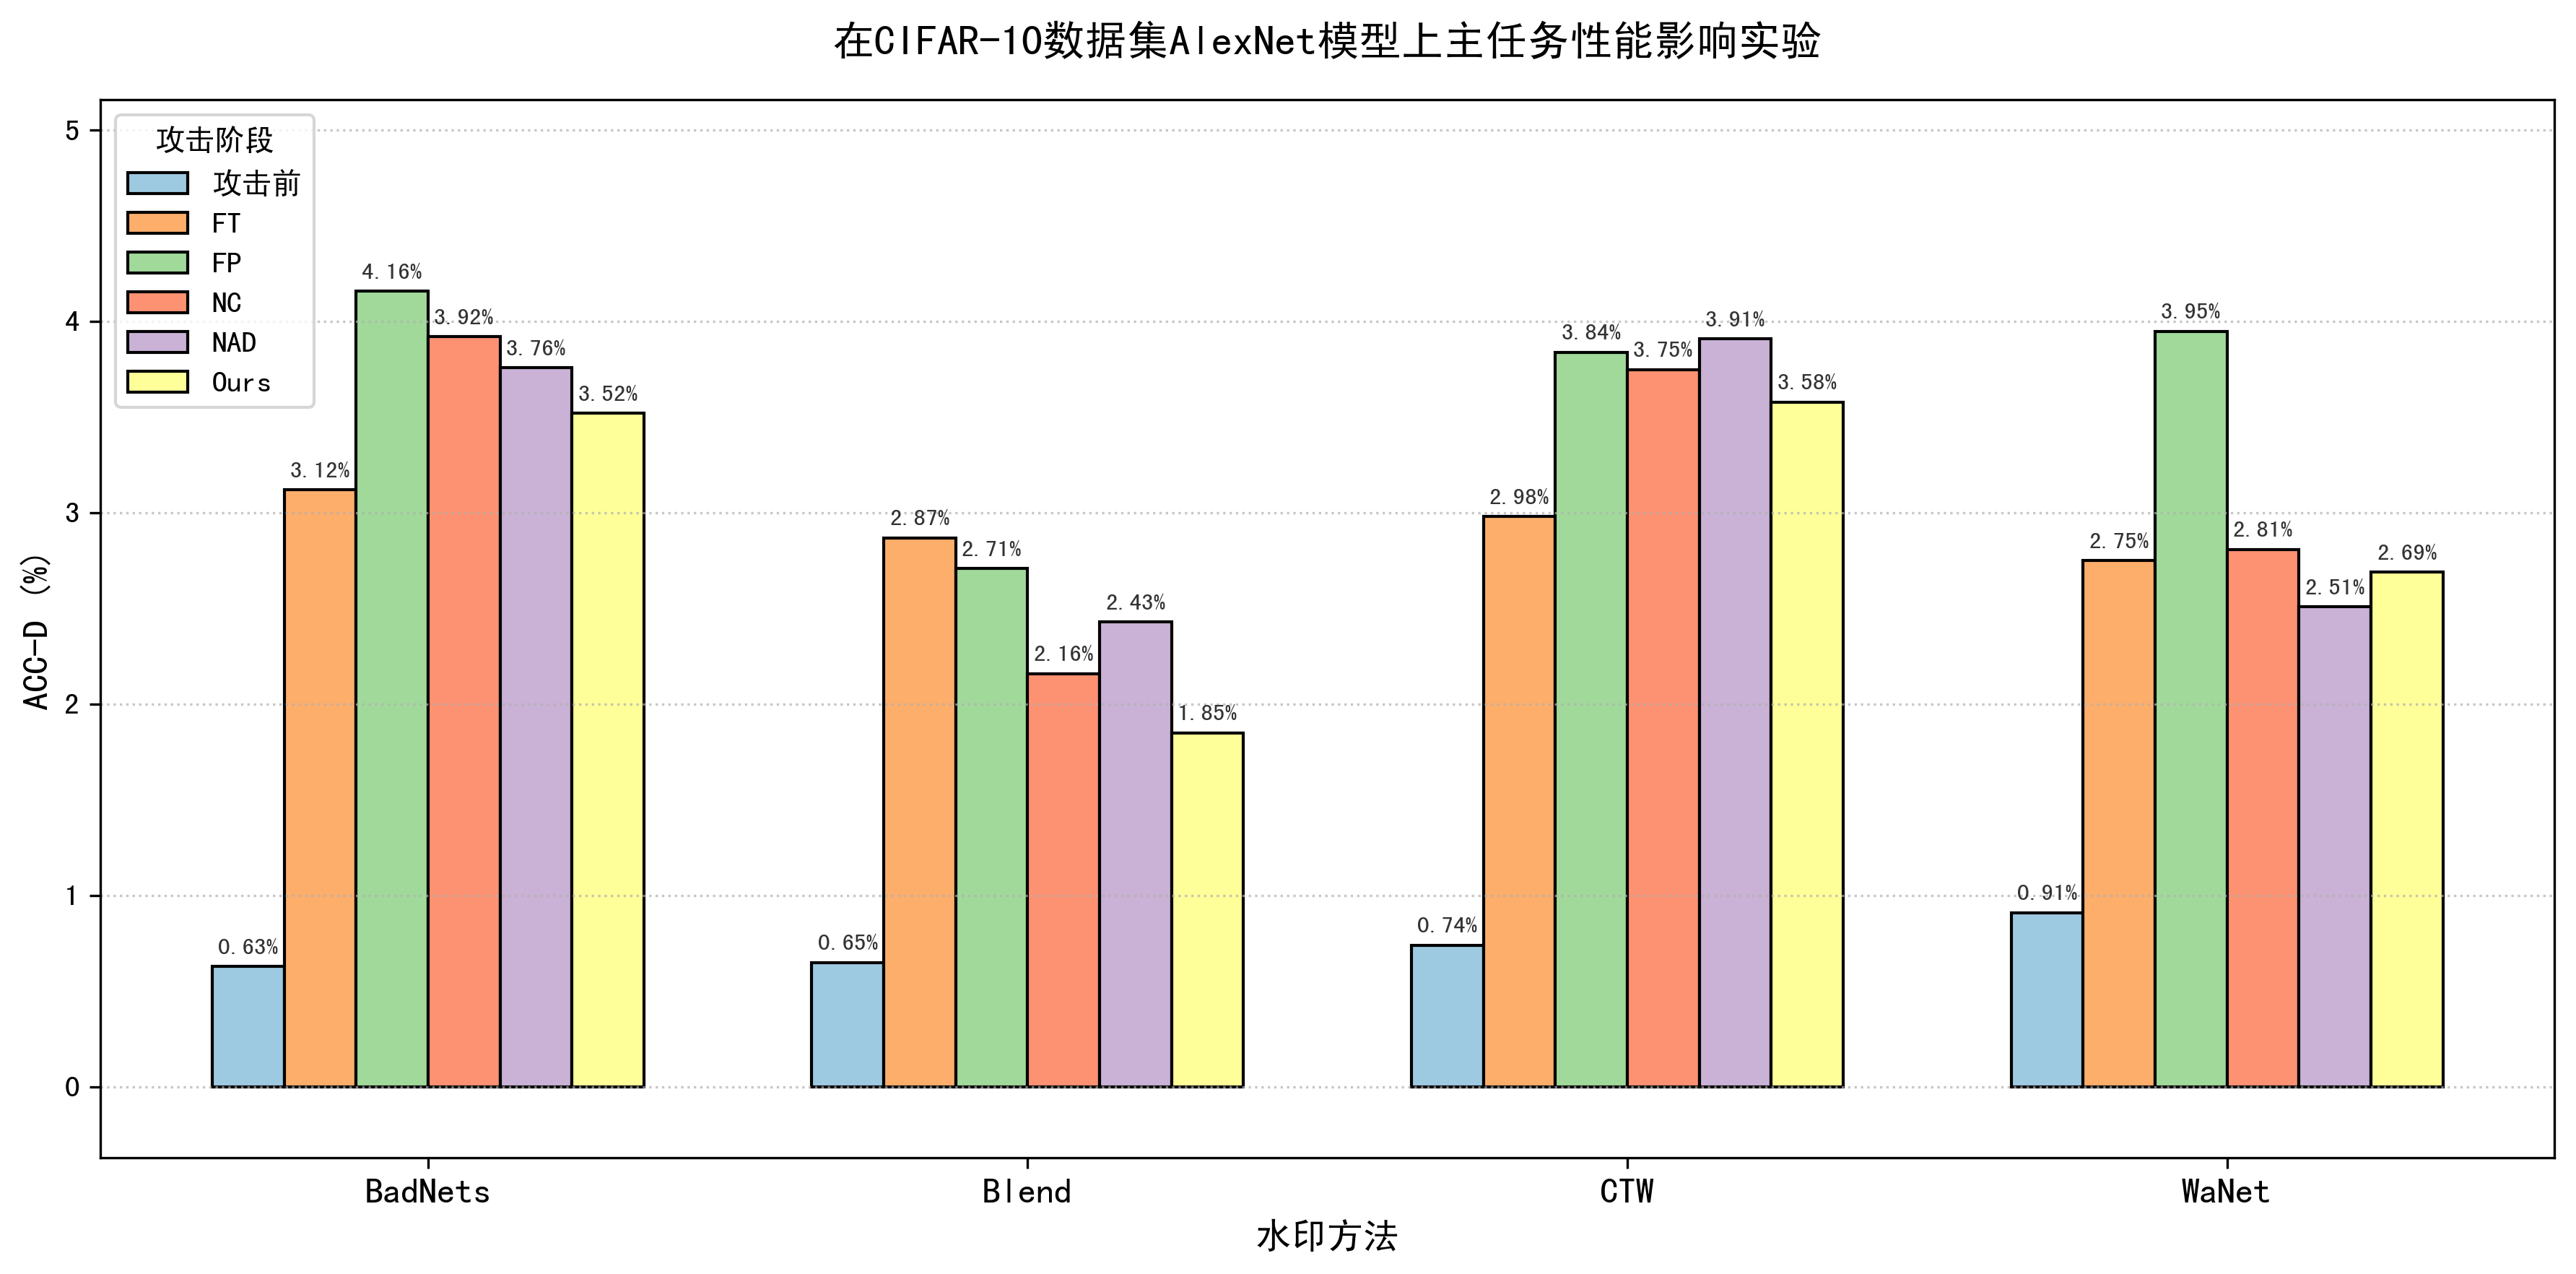 在CIFAR-10数据集AlexNet模型上主任务性能影响实验
攻击阶段
攻击前
FT
FP
NC
NAD
Ours
ACC-D (%)
5
4
3
2
1
0
0.63%
3.12%
4.16%
3.92%
3.76%
3.52%
0.65%
2.87%
2.71%
2.16%
2.43%
1.85%
0.74%
2.98%
3.84%
3.75%
3.91%
3.58%
0.91%
2.75%
3.95%
2.81%
2.51%
2.69%
BadNets
Blend
CTW
WaNet
水印方法